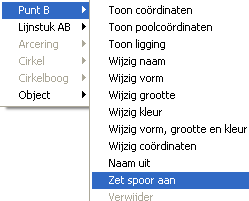 Punt B
Lijnstuk AB
Arcering
Cirkel
Cirkelboog
Object
Toon coördinaten
Toon poolcoördinaten
Toon ligging
Wijzig naam
Wijzig vorm
Wijzig grootte
Wijzig kleur
Wijzig vorm, grootte en kleur
Wijzig coördinaten
Naam uit
Zet spoor aan
Verwijder